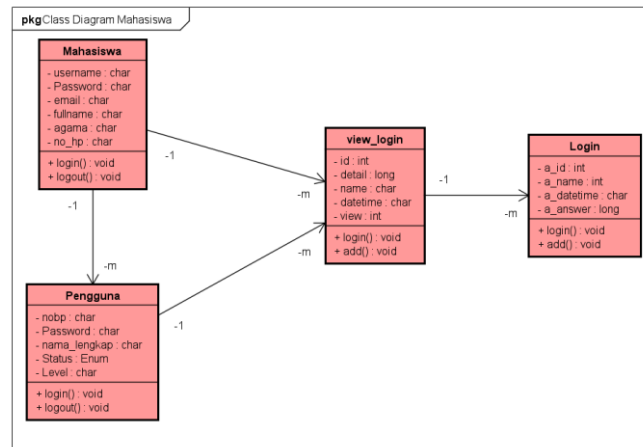 pkg Class Diagram Mahasiswa
Mahasiswa
- username : char
- Password : char
- email : char
- fullname : char
- agama : char
- no_hp : char
+ login() : void
+ logout() : void
-1
-m
-1
-m
view_login
- id : int
- detail : long
- name : char
- datetime : char
- view : int
+ login() : void
+ add() : void
-1
-m
Login
- a_id : int
- a_name : int
- a_datetime : char
- a_answer : long
+ login() : void
+ add() : void
Pengguna
- nobp : char
- Password : char
- nama_lengkap : char
- Status : Enum
- Level : char
+ login() : void
+ logout() : void
-1
-m